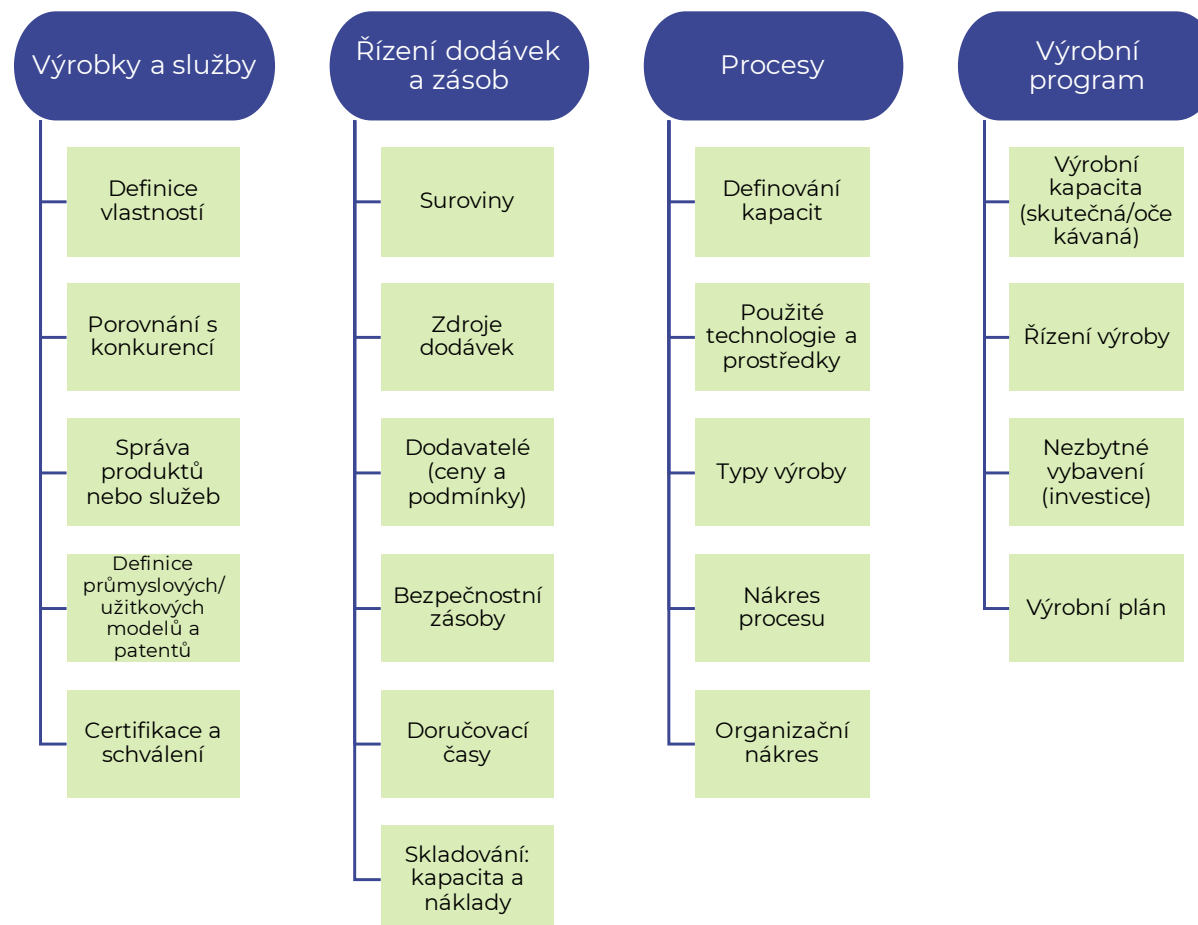 Výrobky a služby
Definice
vlastností
Porovnání s
konkurencí
Správa
produktů
nebo služeb
Definice
průmyslových/
užitkových
modelů a
patentů
Certifikace a
schválení
Řízení dodávek
a zásob
Suroviny
Zdroje
dodávek
Dodavatelé
(ceny a
podmínky)
Bezpečnostní
zásoby
Doručovací
časy
Skladování:
kapacita a
náklady
Procesy
Definování
kapacit
Použité
technologie a
prostředky
Typy výroby
Nákres
procesu
Organizační
nákres
Výrobní
program
Výrobní
kapacita
(skutečná/oče
kávaná)
Řízení výroby
Nezbytné
vybavení
(investice)
Výrobní plán